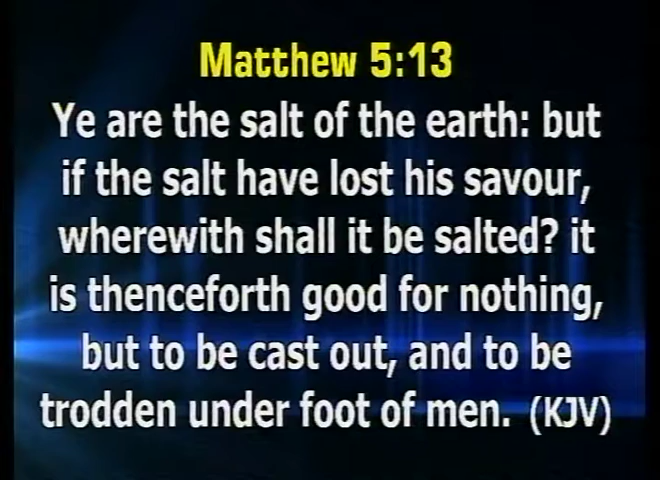 Matthew 5:13
Ye are the salt of the earth: but
if the salt have lost his savour,
wherewith shall it be salted? it
is thenceforth good for nothing,
but to be cast out, and to be
trodden under foot of men. (KJV)